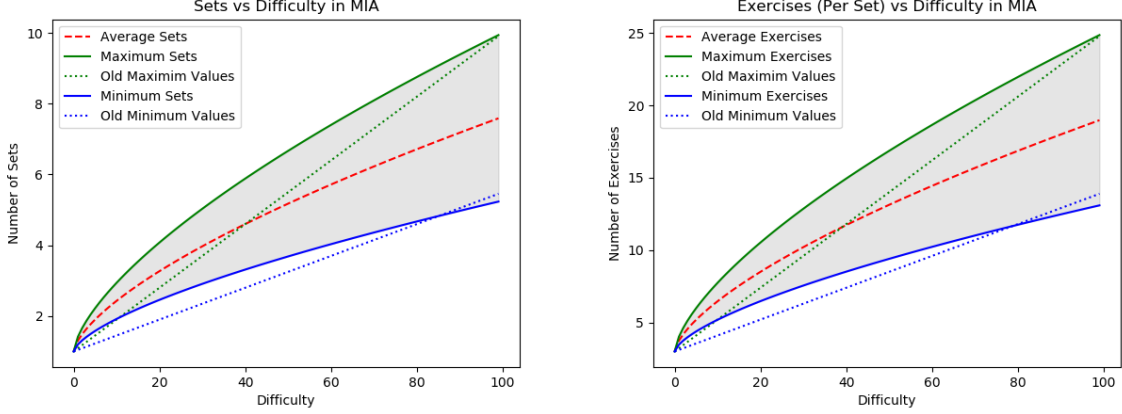 Sets vs Difficulty in MIA
Average Sets
Maximum Sets
Old Maximim Values
Minimum Sets
Old Minimum Values
10
8
6
4
2
Number of Sets
0 20 40 60 80 100
Difficulty
Exercises (Per Set) vs Difficulty in MIA
Average Exercises
Maximum Exercises
Old Maximim Values
Minimum Exercises
Old Minimum Values
25
20
15
10
5
Number of Exercises
0 20 40 60 80 100
Difficulty